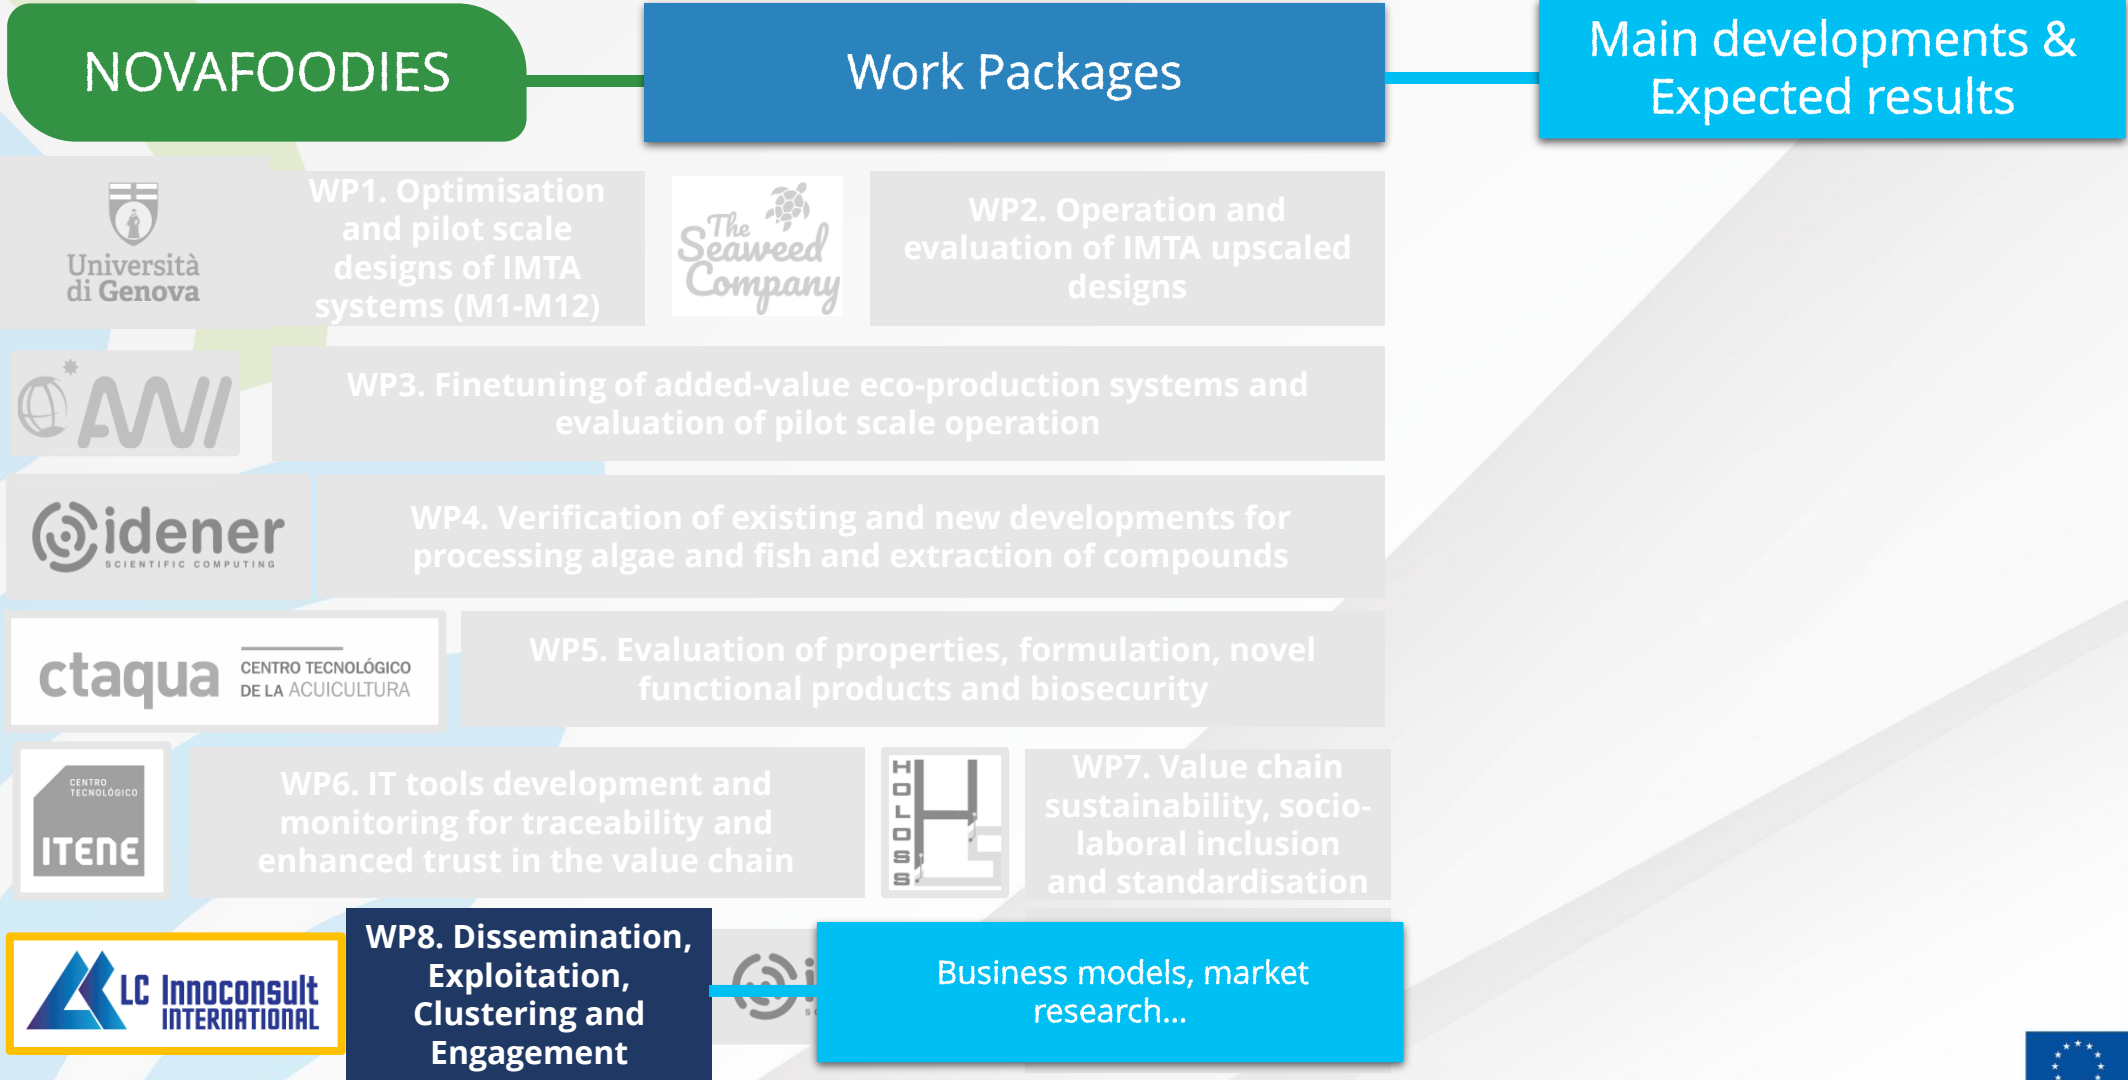 NOVAFOODIES
Work Packages
Main developments &
Expected results
Università
di Genova
WP1. Optimisation
and pilot scale
designs of IMTA
systems (M1-M12)
The
Seaweed
Company
WP2. Operation and
evaluation of IMTA upscaled
designs
AWI
WP3. Finetuning of added-value eco-production systems and
evaluation of pilot scale operation
idener
SCIENTIFIC COMPUTING
WP4. Verification of existing and new developments for
processing algae and fish and extraction of compounds
ctaqua
CENTRO TECNOLÓGICO
DE LA ACUICULTURA
WP5. Evaluation of properties, formulation, novel
functional products and biosecurity
CENTRO
TECNOLÓGICO
ITENE
WP6. IT tools development and
monitoring for traceability and
enhanced trust in the value chain
HOLOSS
WP7. Value chain
sustainability, socio-
laboral inclusion
and standardisation
LC Innoconsult
INTERNATIONAL
WP8. Dissemination,
Exploitation,
Clustering and
Engagement
Business models, market
research...